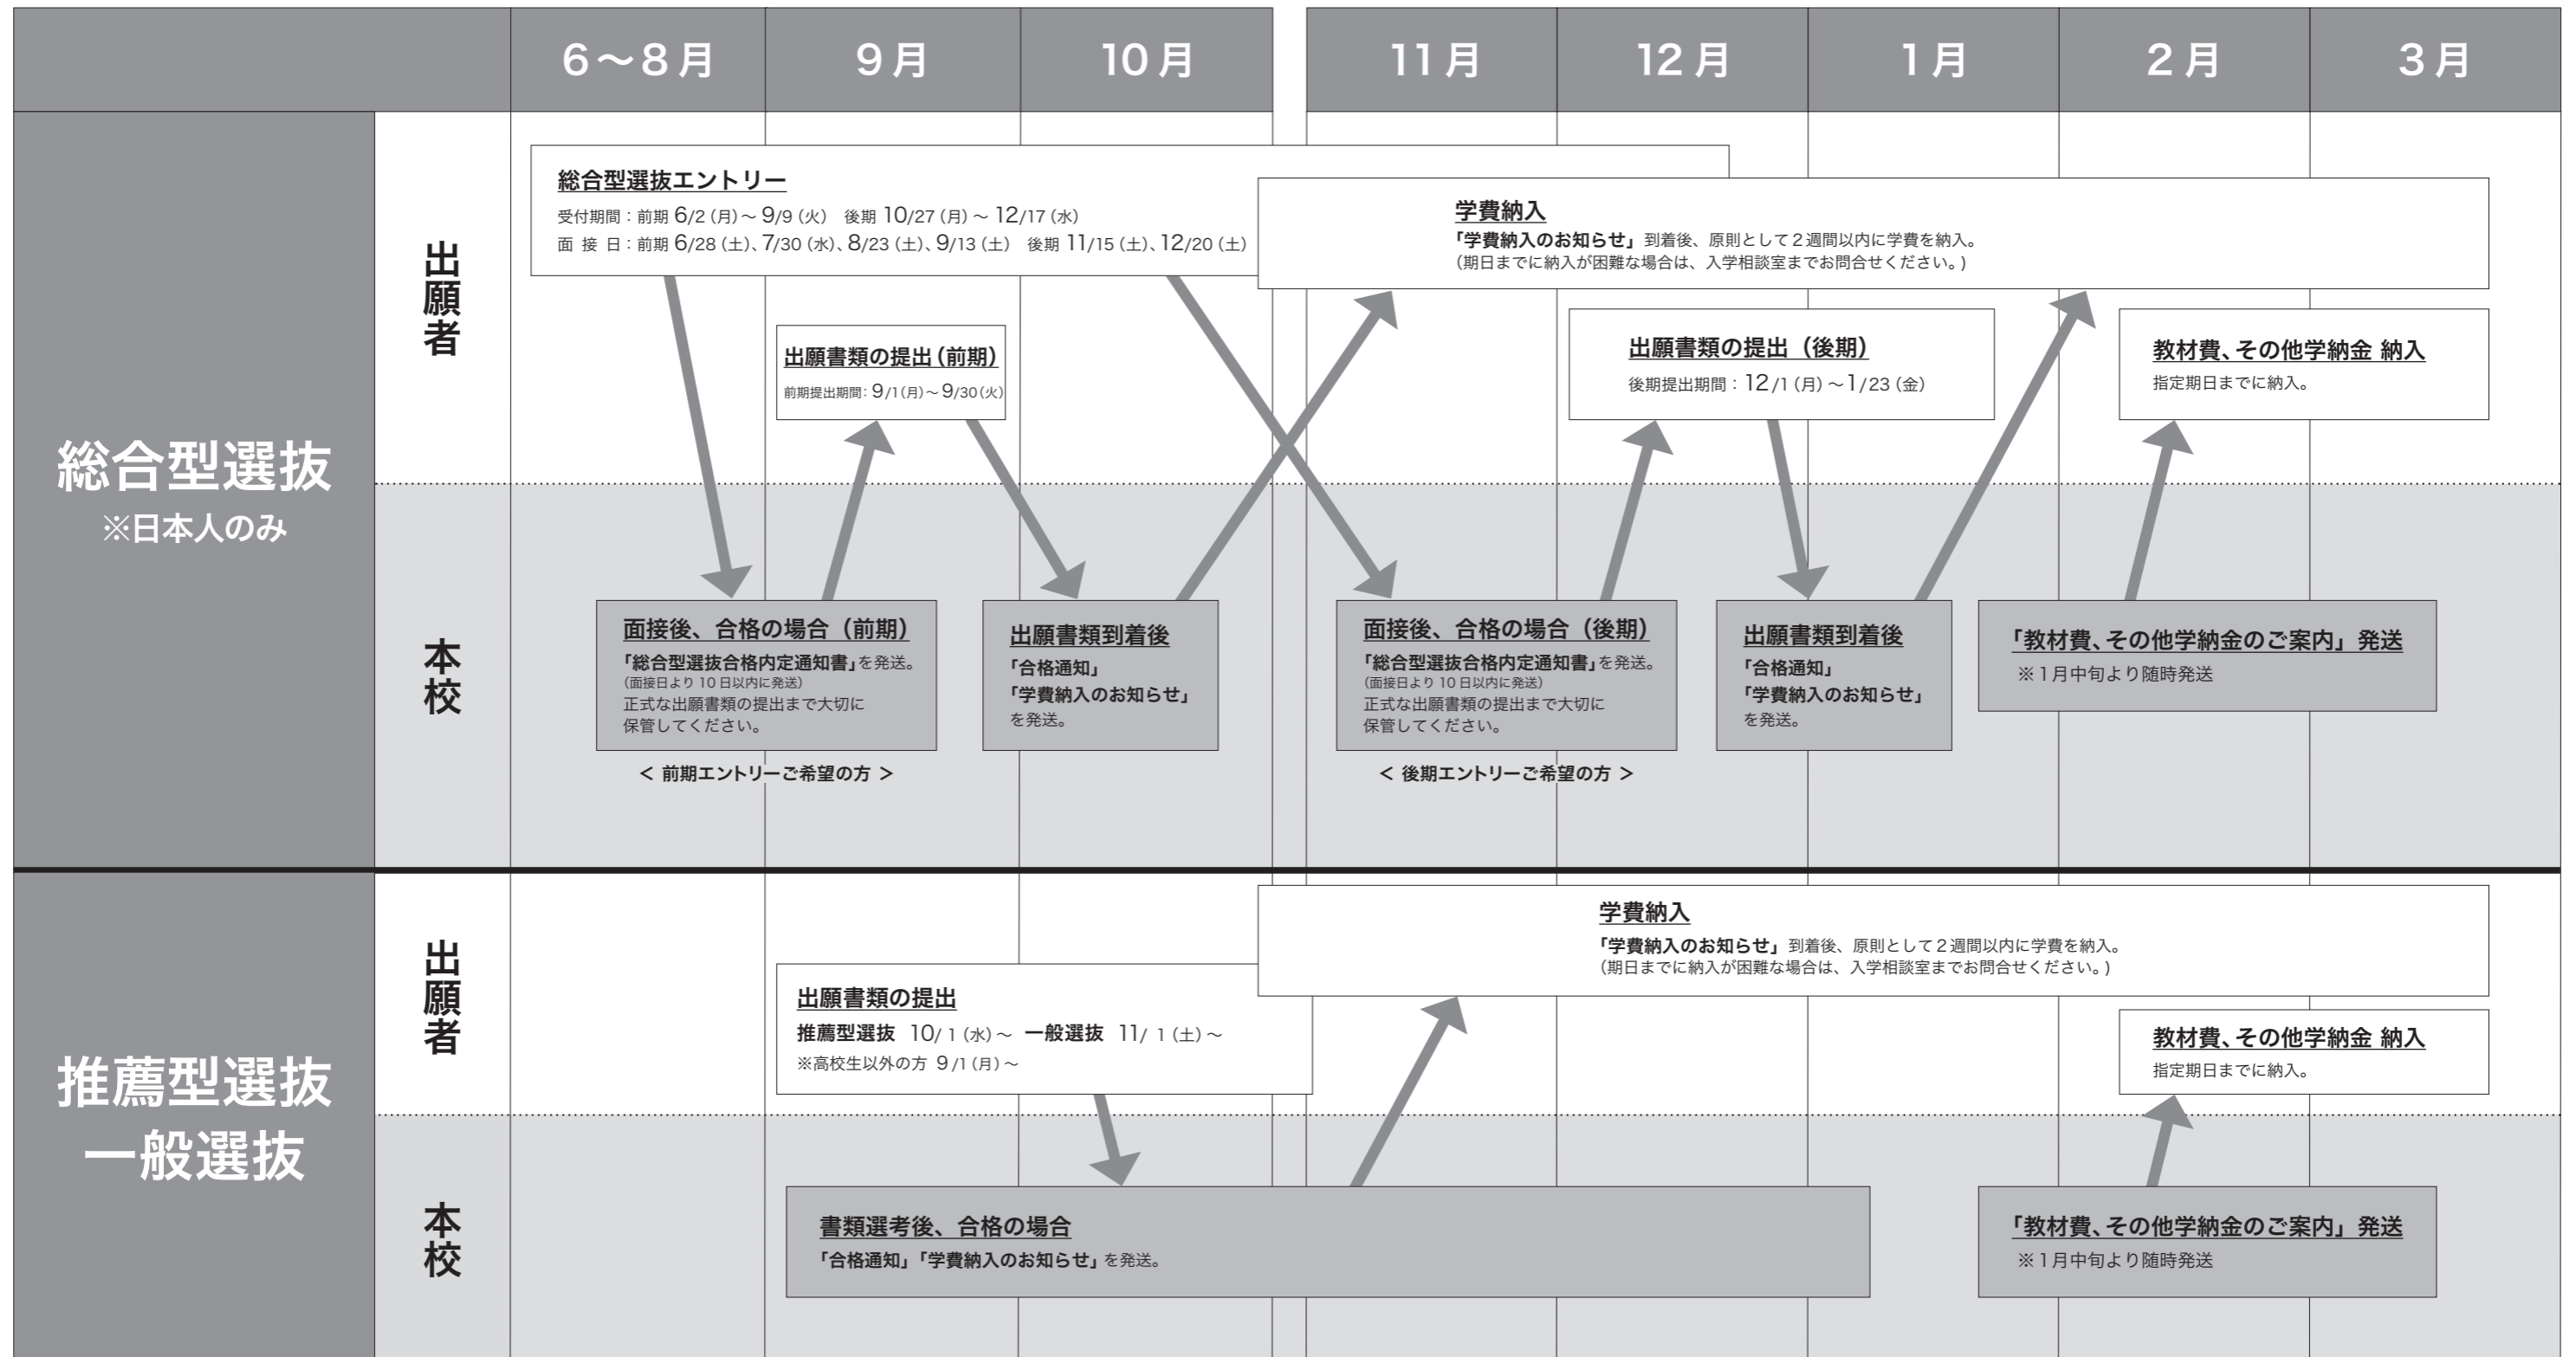 6〜8月
9月
10月
11月
12月
1月
2月
3月
総合型選抜
※日本人のみ
出願者
総合型選抜エントリー
受付期間：前期 6/2（月）〜 9/9（火） 後期 10/27（月）〜 12/17（水）
面 接 日：前期 6/28（土）、7/30（水）、8/23（土）、9/13（土） 後期 11/15（土）、12/20（土）
学費納入
「学費納入のお知らせ」到着後、原則として２週間以内に学費を納入。
（期日までに納入が困難な場合は、入学相談室までお問合せください。)
出願書類の提出（前期）
前期提出期間：9/1（月）〜 9/30（火）
出願書類の提出（後期）
後期提出期間：12/1（月）〜1/23（金）
教材費、その他学納金 納入
指定期日までに納入。
本校
面接後、合格の場合（前期）
「総合型選抜合格内定通知書」を発送。
（面接日より 10 日以内に発送）
正式な出願書類の提出まで大切に
保管してください。
＜ 前期エントリーご希望の方 ＞
出願書類到着後
「合格通知」
「学費納入のお知らせ」
を発送。
面接後、合格の場合（後期）
「総合型選抜合格内定通知書」を発送。
（面接日より 10 日以内に発送）
正式な出願書類の提出まで大切に
保管してください。
＜ 後期エントリーご希望の方 ＞
出願書類到着後
「合格通知」
「学費納入のお知らせ」
を発送。
「教材費、その他学納金のご案内」発送
※１月中旬より随時発送
推薦型選抜
一般選抜
出願者
学費納入
「学費納入のお知らせ」到着後、原則として２週間以内に学費を納入。
（期日までに納入が困難な場合は、入学相談室までお問合せください。)
出願書類の提出
推薦型選抜 10/ 1（水）〜 一般選抜 11/ 1（土）〜
※高校生以外の方 9/1（月）〜
教材費、その他学納金 納入
指定期日までに納入。
本校
書類選考後、合格の場合
「合格通知」「学費納入のお知らせ」を発送。
「教材費、その他学納金のご案内」発送
※１月中旬より随時発送